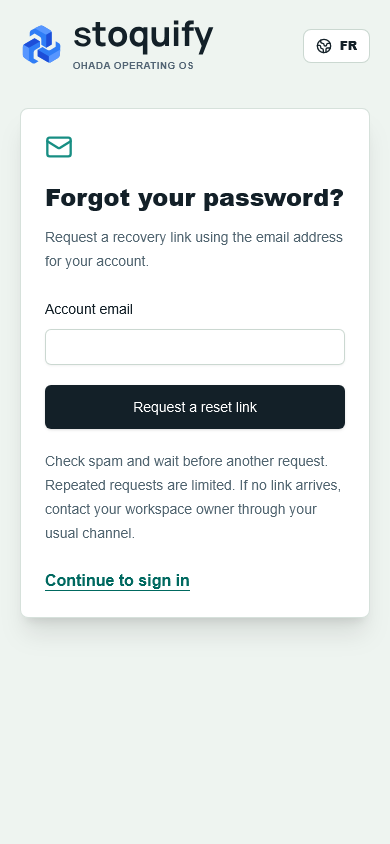 stoquify
OHADA OPERATING OS
FR
Forgot your password?
Request a recovery link using the email address
for your account.
Account email
Request a reset link
Check spam and wait before another request.
Repeated requests are limited. If no link arrives,
contact your workspace owner through your
usual channel.
Continue to sign in